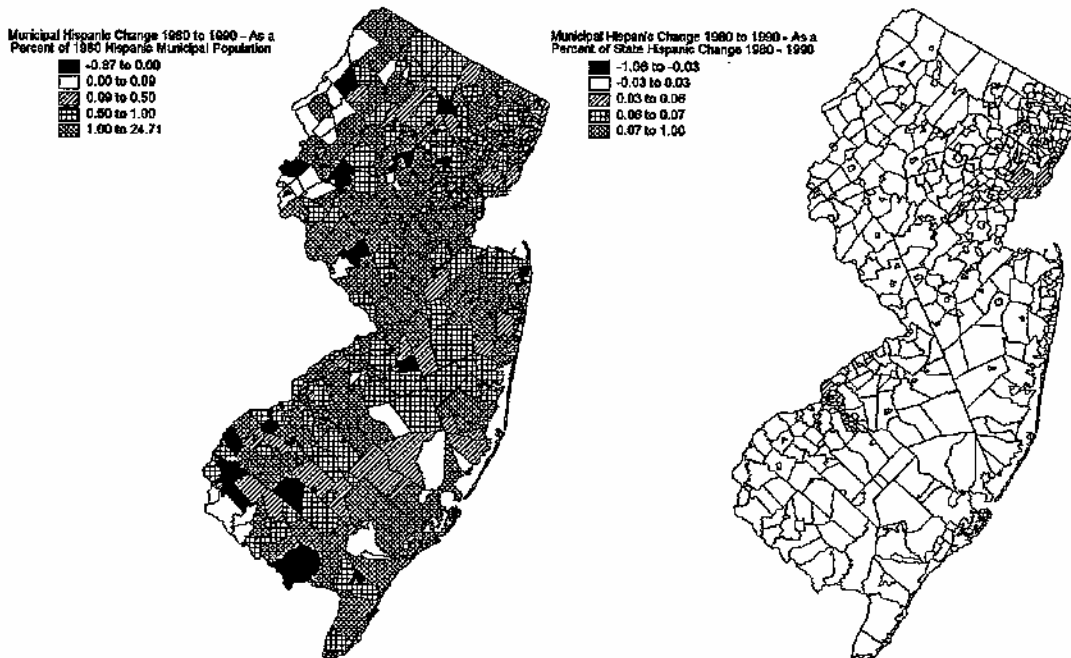 Municipal Hispanic Change 1980 to 1990 - As a
Percent of 1980 Hispanic Municipal Population
-0.87 to 0.00
0.00 to 0.09
0.09 to 0.50
0.50 to 1.00
1.00 to 24.71
Municipal Hispanic Change 1980 to 1990 - As a
Percent of State Hispanic Change 1980 - 1990
-1.06 to -0.03
-0.03 to 0.03
0.03 to 0.06
0.06 to 0.07
0.07 to 1.00